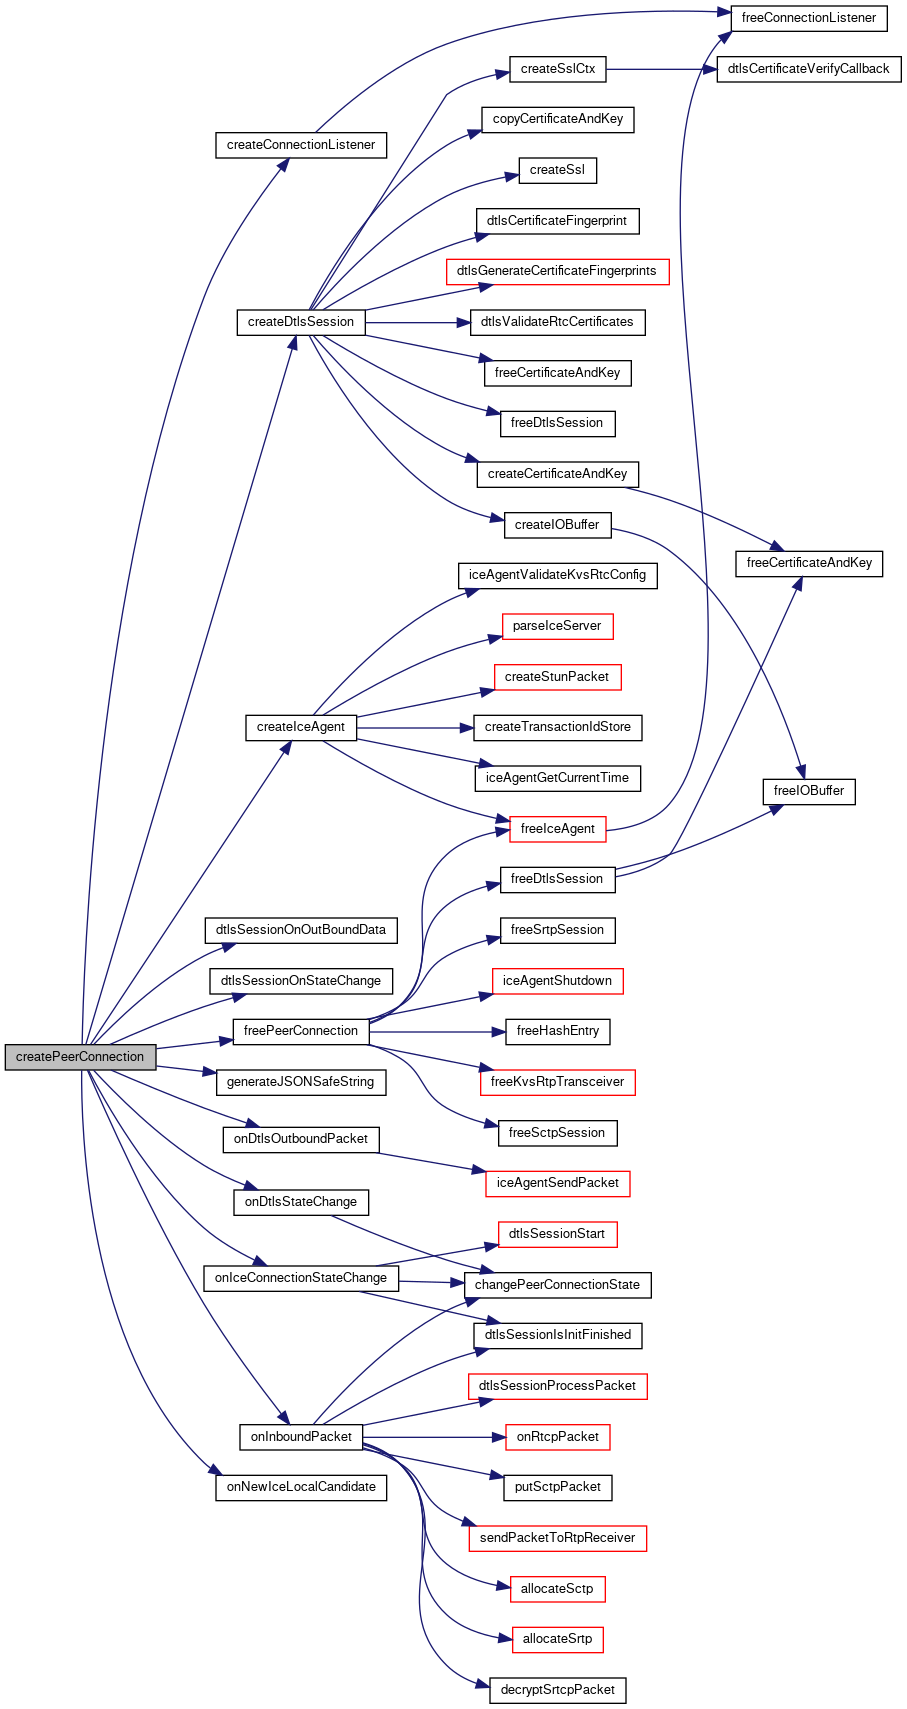 freeConnectionListener
createSslCtx
dtlsCertificateVerifyCallback
copyCertificateAndKey
createConnectionListener
createSsl
dtlsCertificateFingerprint
dtlsGenerateCertificateFingerprints
createDtlsSession
dtlsValidateRtcCertificates
freeCertificateAndKey
freeDtlsSession
createCertificateAndKey
createIOBuffer
freeCertificateAndKey
iceAgentValidateKvsRtcConfig
parseIceServer
createStunPacket
createIceAgent
createTransactionIdStore
iceAgentGetCurrentTime
freeIOBuffer
freeIceAgent
freeDtlsSession
dtlsSessionOnOutBoundData
freeSrtpSession
dtlsSessionOnStateChange
iceAgentShutdown
freePeerConnection
freeHashEntry
createPeerConnection
generateJSONSafeString
freeKvsRtpTransceiver
onDtlsOutboundPacket
freeSctpSession
iceAgentSendPacket
onDtlsStateChange
dtlsSessionStart
onIceConnectionStateChange
changePeerConnectionState
dtlsSessionIsInitFinished
dtlsSessionProcessPacket
onInboundPacket
onRtcpPacket
onNewIceLocalCandidate
putSctpPacket
sendPacketToRtpReceiver
allocateSctp
allocateSrtp
decryptSrtcpPacket